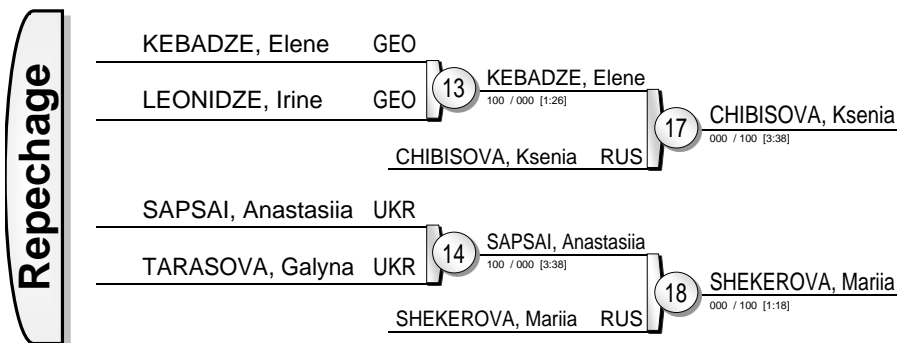 Repechage
KEBADZE, Elene GEO
LEONIDZE, Irine GEO
13
KEBADZE, Elene
100 / 000 [1:26]
CHIBISOVA, Ksenia RUS
17
CHIBISOVA, Ksenia
000 / 100 [3:38]
SAPSAI, Anastasiia UKR
TARASOVA, Galyna UKR
14
SAPSAI, Anastasiia
100 / 000 [3:38]
SHEKEROVA, Mariia RUS
18
SHEKEROVA, Mariia
000 / 100 [1:18]